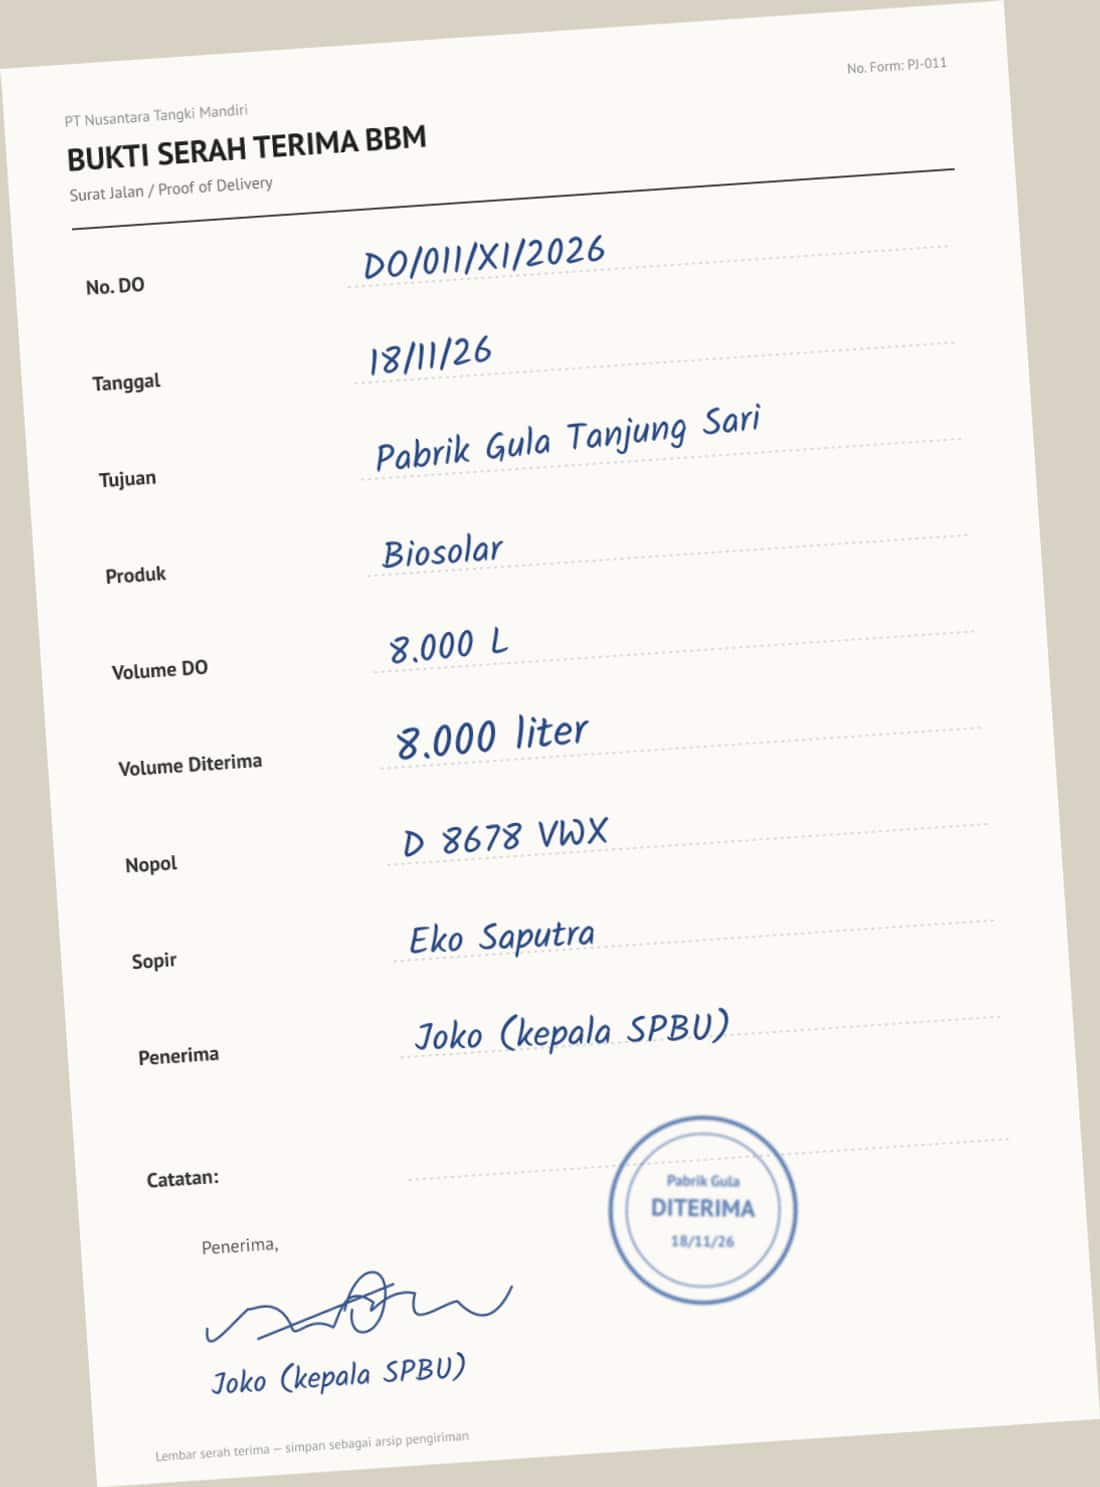 No. Form: PJ-011
PT Nusantara Tangki Mandiri
BUKTI SERAH TERIMA BBM
Surat Jalan / Proof of Delivery
No. DO DO/011/XI/2026
Tanggal 18/11/26
Tujuan Pabrik Gula Tanjung Sari
Produk Biosolar
Volume DO 8.000 L
Volume Diterima 8.000 liter
Nopol D 8678 VWX
Sopir Eko Saputra
Penerima Joko (kepala SPBU)
Catatan:
Pabrik Gula
DITERIMA
18/11/26
Penerima,
Joko (kepala SPBU)
Lembar serah terima — simpan sebagai arsip pengiriman